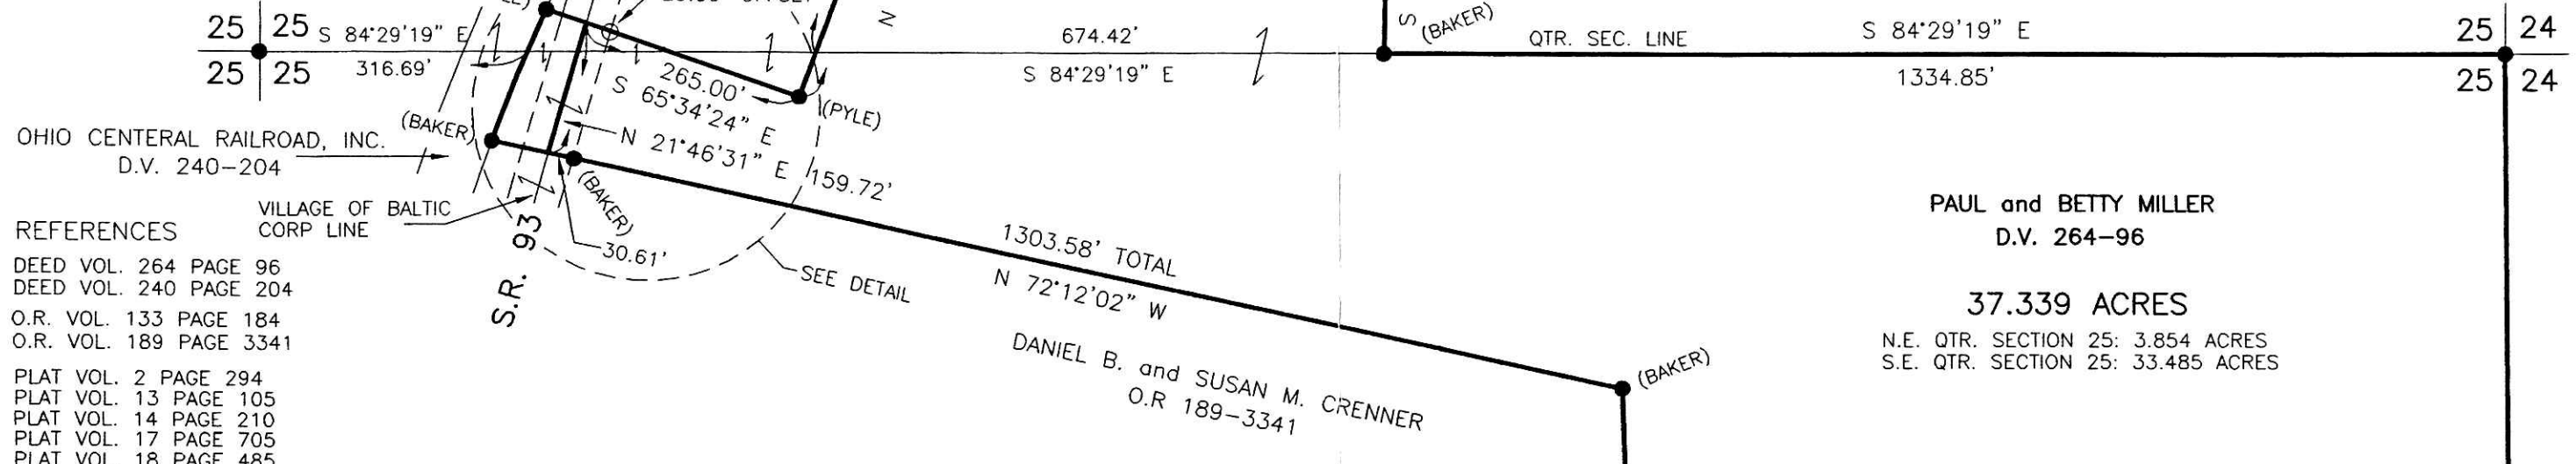 25 25
25 25
S 84°29'19" E
316.69'
674.42'
S 84°29'19" E
S
(BAKER)
QTR. SEC. LINE
S 84°29'19" E
1334.85'
25 24
25 24
N
265.00'
S 65°34'24" E
(PYLE)
N 21°46'31" E 159.72'
(BAKER)
OHIO CENTERAL RAILROAD, INC.
D.V. 240-204
(BAKER)
30.61'
VILLAGE OF BALTIC
CORP LINE
S.R. 93
SEE DETAIL
1303.58' TOTAL
N 72°12'02" W
DANIEL B. and SUSAN M. CRENNER
O.R 189-3341
(BAKER)
PAUL and BETTY MILLER
D.V. 264-96
37.339 ACRES
N.E. QTR. SECTION 25: 3.854 ACRES
S.E. QTR. SECTION 25: 33.485 ACRES
REFERENCES
DEED VOL. 264 PAGE 96
DEED VOL. 240 PAGE 204
O.R. VOL. 133 PAGE 184
O.R. VOL. 189 PAGE 3341
PLAT VOL. 2 PAGE 294
PLAT VOL. 13 PAGE 105
PLAT VOL. 14 PAGE 210
PLAT VOL. 17 PAGE 705
PLAT VOL. 18 PAGE 485